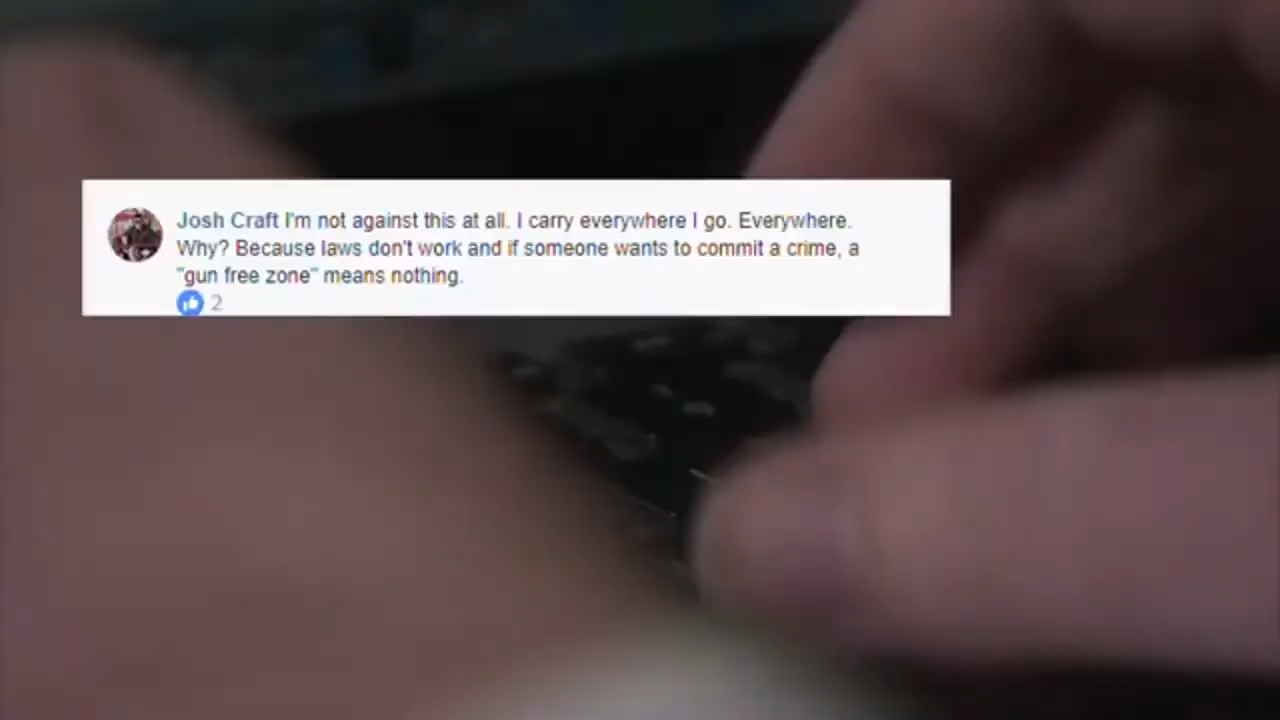 Josh Craft I'm not against this at all. I carry everywhere I go. Everywhere.
Why? Because laws don't work and if someone wants to commit a crime, a
"gun free zone" means nothing.
2